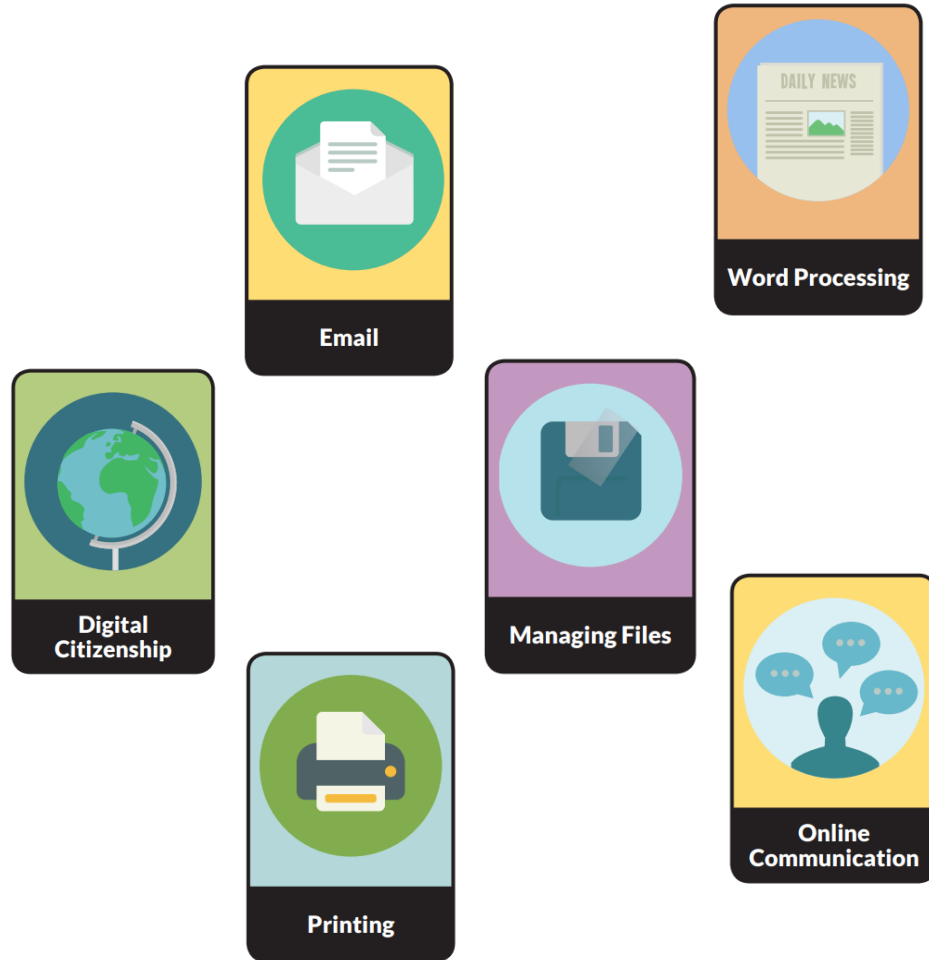 DAILY NEWS
Word Processing
Email
Digital
Citizenship
Managing Files
Online
Communication
Printing